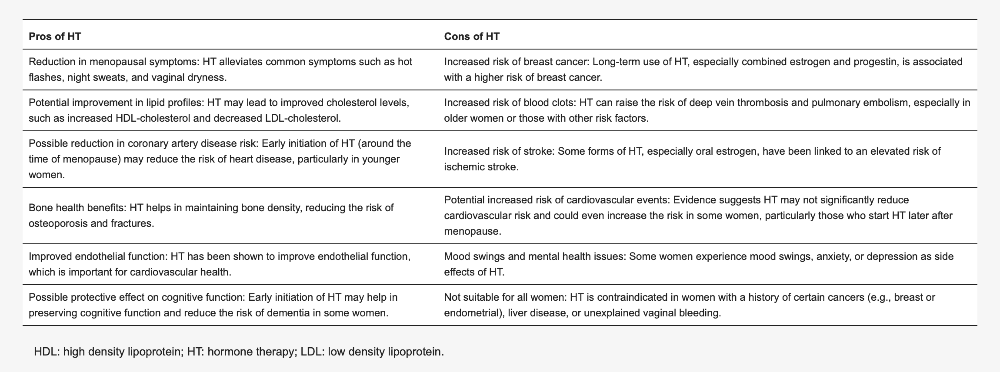 Pros of HT
Cons of HT
Reduction in menopausal symptoms: HT alleviates common symptoms such as hot
flashes, night sweats, and vaginal dryness.
Increased risk of breast cancer: Long-term use of HT, especially combined estrogen and progestin, is associated
with a higher risk of breast cancer.
Potential improvement in lipid profiles: HT may lead to improved cholesterol levels,
such as increased HDL-cholesterol and decreased LDL-cholesterol.
Increased risk of blood clots: HT can raise the risk of deep vein thrombosis and pulmonary embolism, especially in
older women or those with other risk factors.
Possible reduction in coronary artery disease risk: Early initiation of HT (around the
time of menopause) may reduce the risk of heart disease, particularly in younger
women.
Increased risk of stroke: Some forms of HT, especially oral estrogen, have been linked to an elevated risk of
ischemic stroke.
Bone health benefits: HT helps in maintaining bone density, reducing the risk of
osteoporosis and fractures.
Potential increased risk of cardiovascular events: Evidence suggests HT may not significantly reduce
cardiovascular risk and could even increase the risk in some women, particularly those who start HT later after
menopause.
Improved endothelial function: HT has been shown to improve endothelial function,
which is important for cardiovascular health.
Mood swings and mental health issues: Some women experience mood swings, anxiety, or depression as side
effects of HT.
Possible protective effect on cognitive function: Early initiation of HT may help in
preserving cognitive function and reduce the risk of dementia in some women.
Not suitable for all women: HT is contraindicated in women with a history of certain cancers (e.g., breast or
endometrial), liver disease, or unexplained vaginal bleeding.
HDL: high density lipoprotein; HT: hormone therapy; LDL: low density lipoprotein.